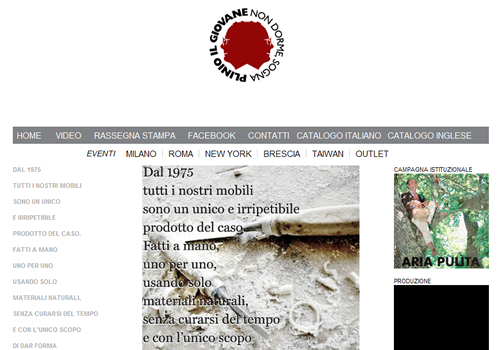 PLINIO IL GIOVANE NON DORME, SOGNA
HOME VIDEO RASSEGNA STAMPA FACEBOOK CONTATTI CATALOGO ITALIANO CATALOGO INGLESE
EVENTI MILANO ROMA NEW YORK BRESCIA TAIWAN OUTLET
DAL 1975
TUTTI I NOSTRI MOBILI
SONO UN UNICO
E IRRIPETIBILE
PRODOTTO DEL CASO.
FATTI A MANO
UNO PER UNO
USANDO SOLO
MATERIALI NATURALI,
SENZA CURARSI DEL TEMPO
E CON L'UNICO SCOPO
DI DAR FORMA
Dal 1975
tutti i nostri mobili
sono un unico e irripetibile
prodotto del caso.
Fatti a mano,
uno per uno,
usando solo
materiali naturali,
senza curarsi del tempo
e con l'unico scopo
CAMPAGNA ISTITUZIONALE
ARIA PULITA
PRODUZIONE